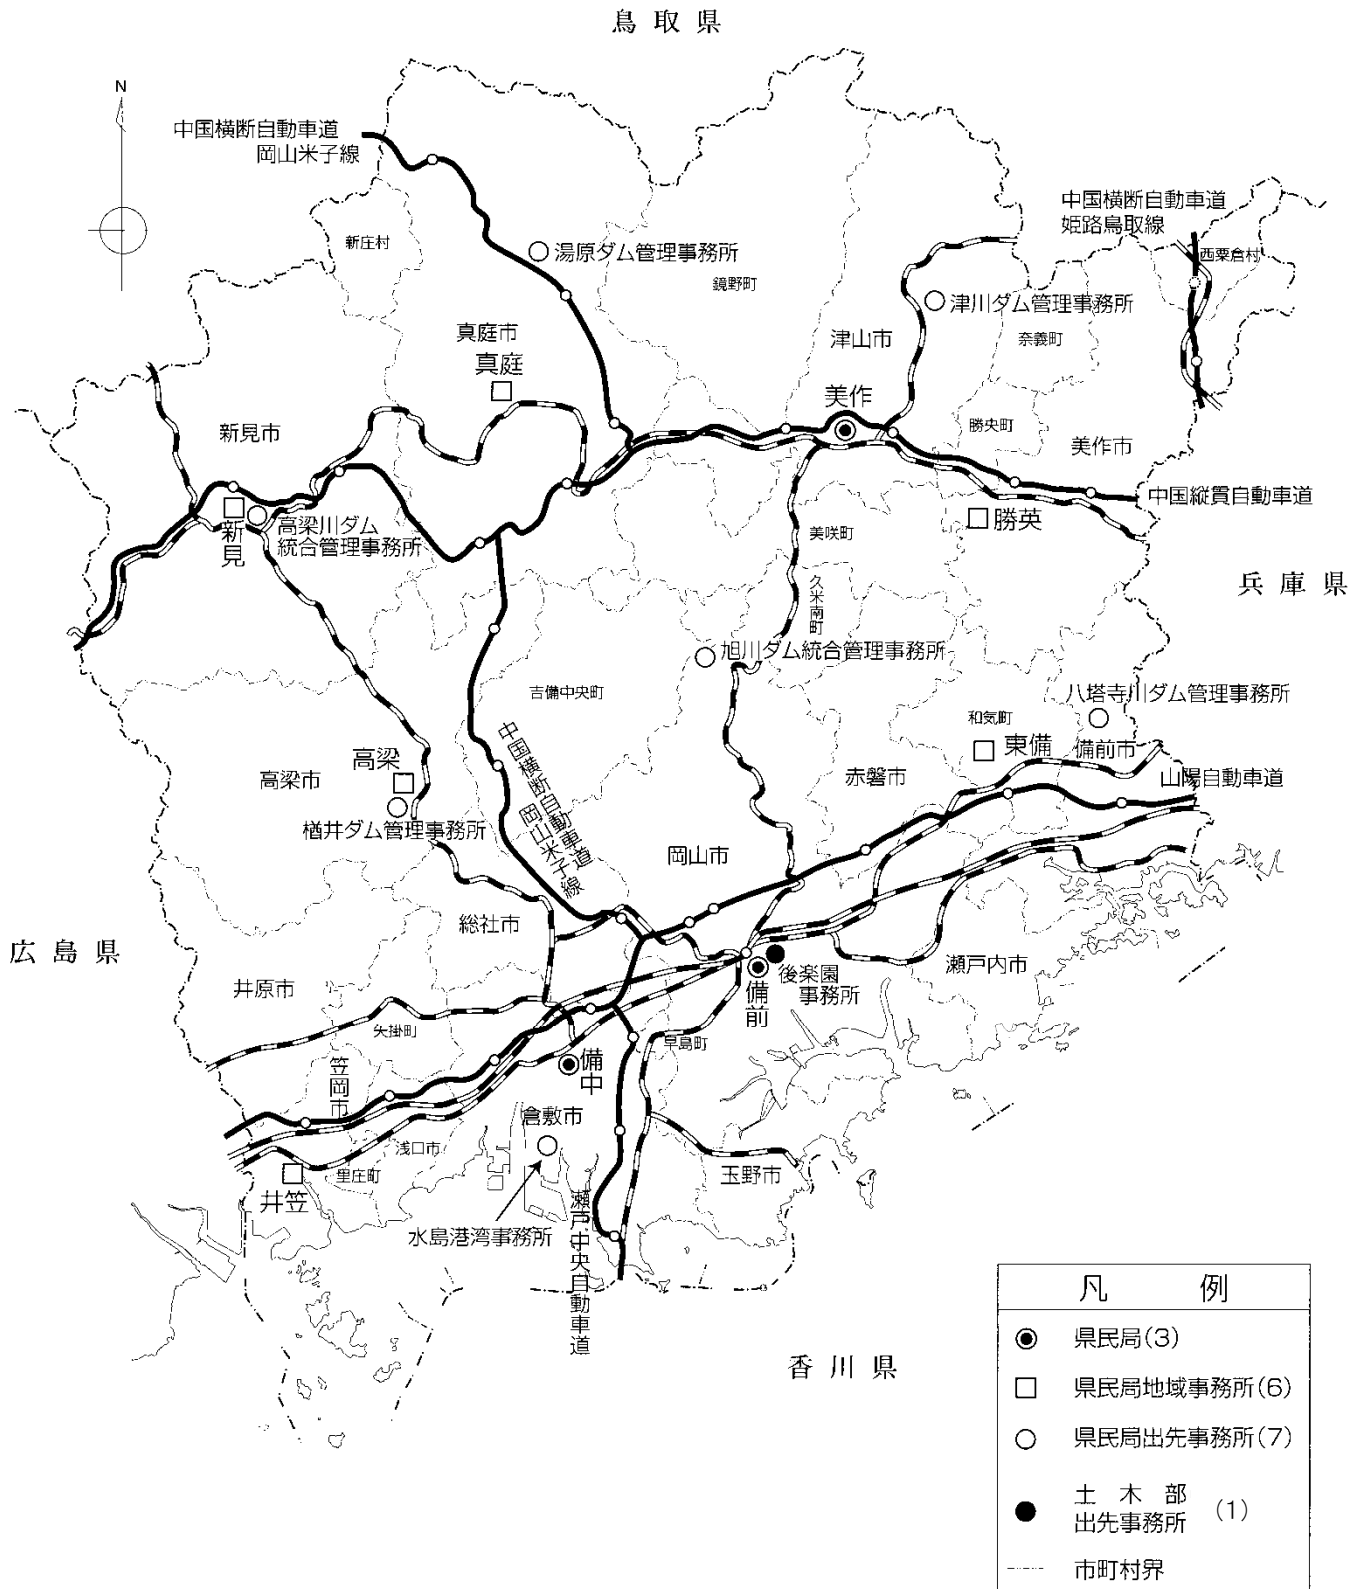 鳥取県
N
中国横断自動車道
岡山米子線
中国横断自動車道
姫路鳥取線
新庄村
湯原ダム管理事務所
西粟倉村
鏡野町
津川ダム管理事務所
真庭市
真庭
津山市
奈義町
美作
新見市
勝央町
美作市
中国縦貫自動車道
高梁川ダム
統合管理事務所
新見
勝英
美咲町
兵庫県
久米南町
旭川ダム統合管理事務所
吉備中央町
八塔寺川ダム管理事務所
和気町
東備
備前市
中国横断自動車道
岡山米子線
高梁
高梁市
赤磐市
山陽自動車道
楢井ダム管理事務所
岡山市
総社市
広島県
瀬戸内市
後楽園
事務所
井原市
備前
矢掛町
早島町
笠岡市
備中
倉敷市
浅口市
里庄町
玉野市
井笠
水島港湾事務所
瀬戸中央自動車道
香川県
凡例
県民局(3)
県民局地域事務所(6)
県民局出先事務所(7)
土木部
出先事務所
(1)
市町村界